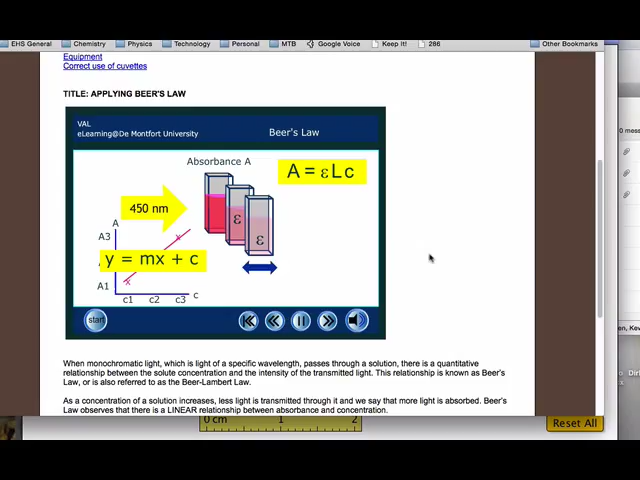 EHS General Chemistry Physics Technology Personal MTB Google Voice Keep It! 286 Other Bookmarks
Equipment
Correct use of cuvettes
TITLE: APPLYING BEER'S LAW
VAL
eLearning@De Montfort University
Beer's Law
Absorbance A
A = εLc
450 nm
ε
ε
A
A3
y = mx + c
A1
c1 c2 c3 c
start
When monochromatic light, which is light of a specific wavelength, passes through a solution, there is a quantitative
relationship between the solute concentration and the intensity of the transmitted light. This relationship is known as Beer's
Law, or is also referred to as the Beer-Lambert Law.
As a concentration of a solution increases, less light is transmitted through it and we say that more light is absorbed. Beer's
Law observes that there is a LINEAR relationship between absorbance and concentration.
0 cm 1 2
Reset All